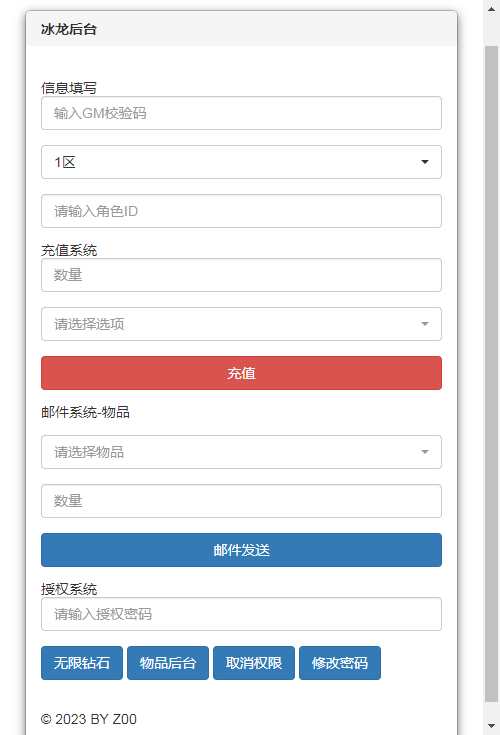 冰龙后台
信息填写
输入GM校验码
1区
请输入角色ID
充值系统
数量
请选择选项
充值
邮件系统-物品
请选择物品
数量
邮件发送
授权系统
请输入授权密码
无限钻石 物品后台 取消权限 修改密码
© 2023 BY Z00